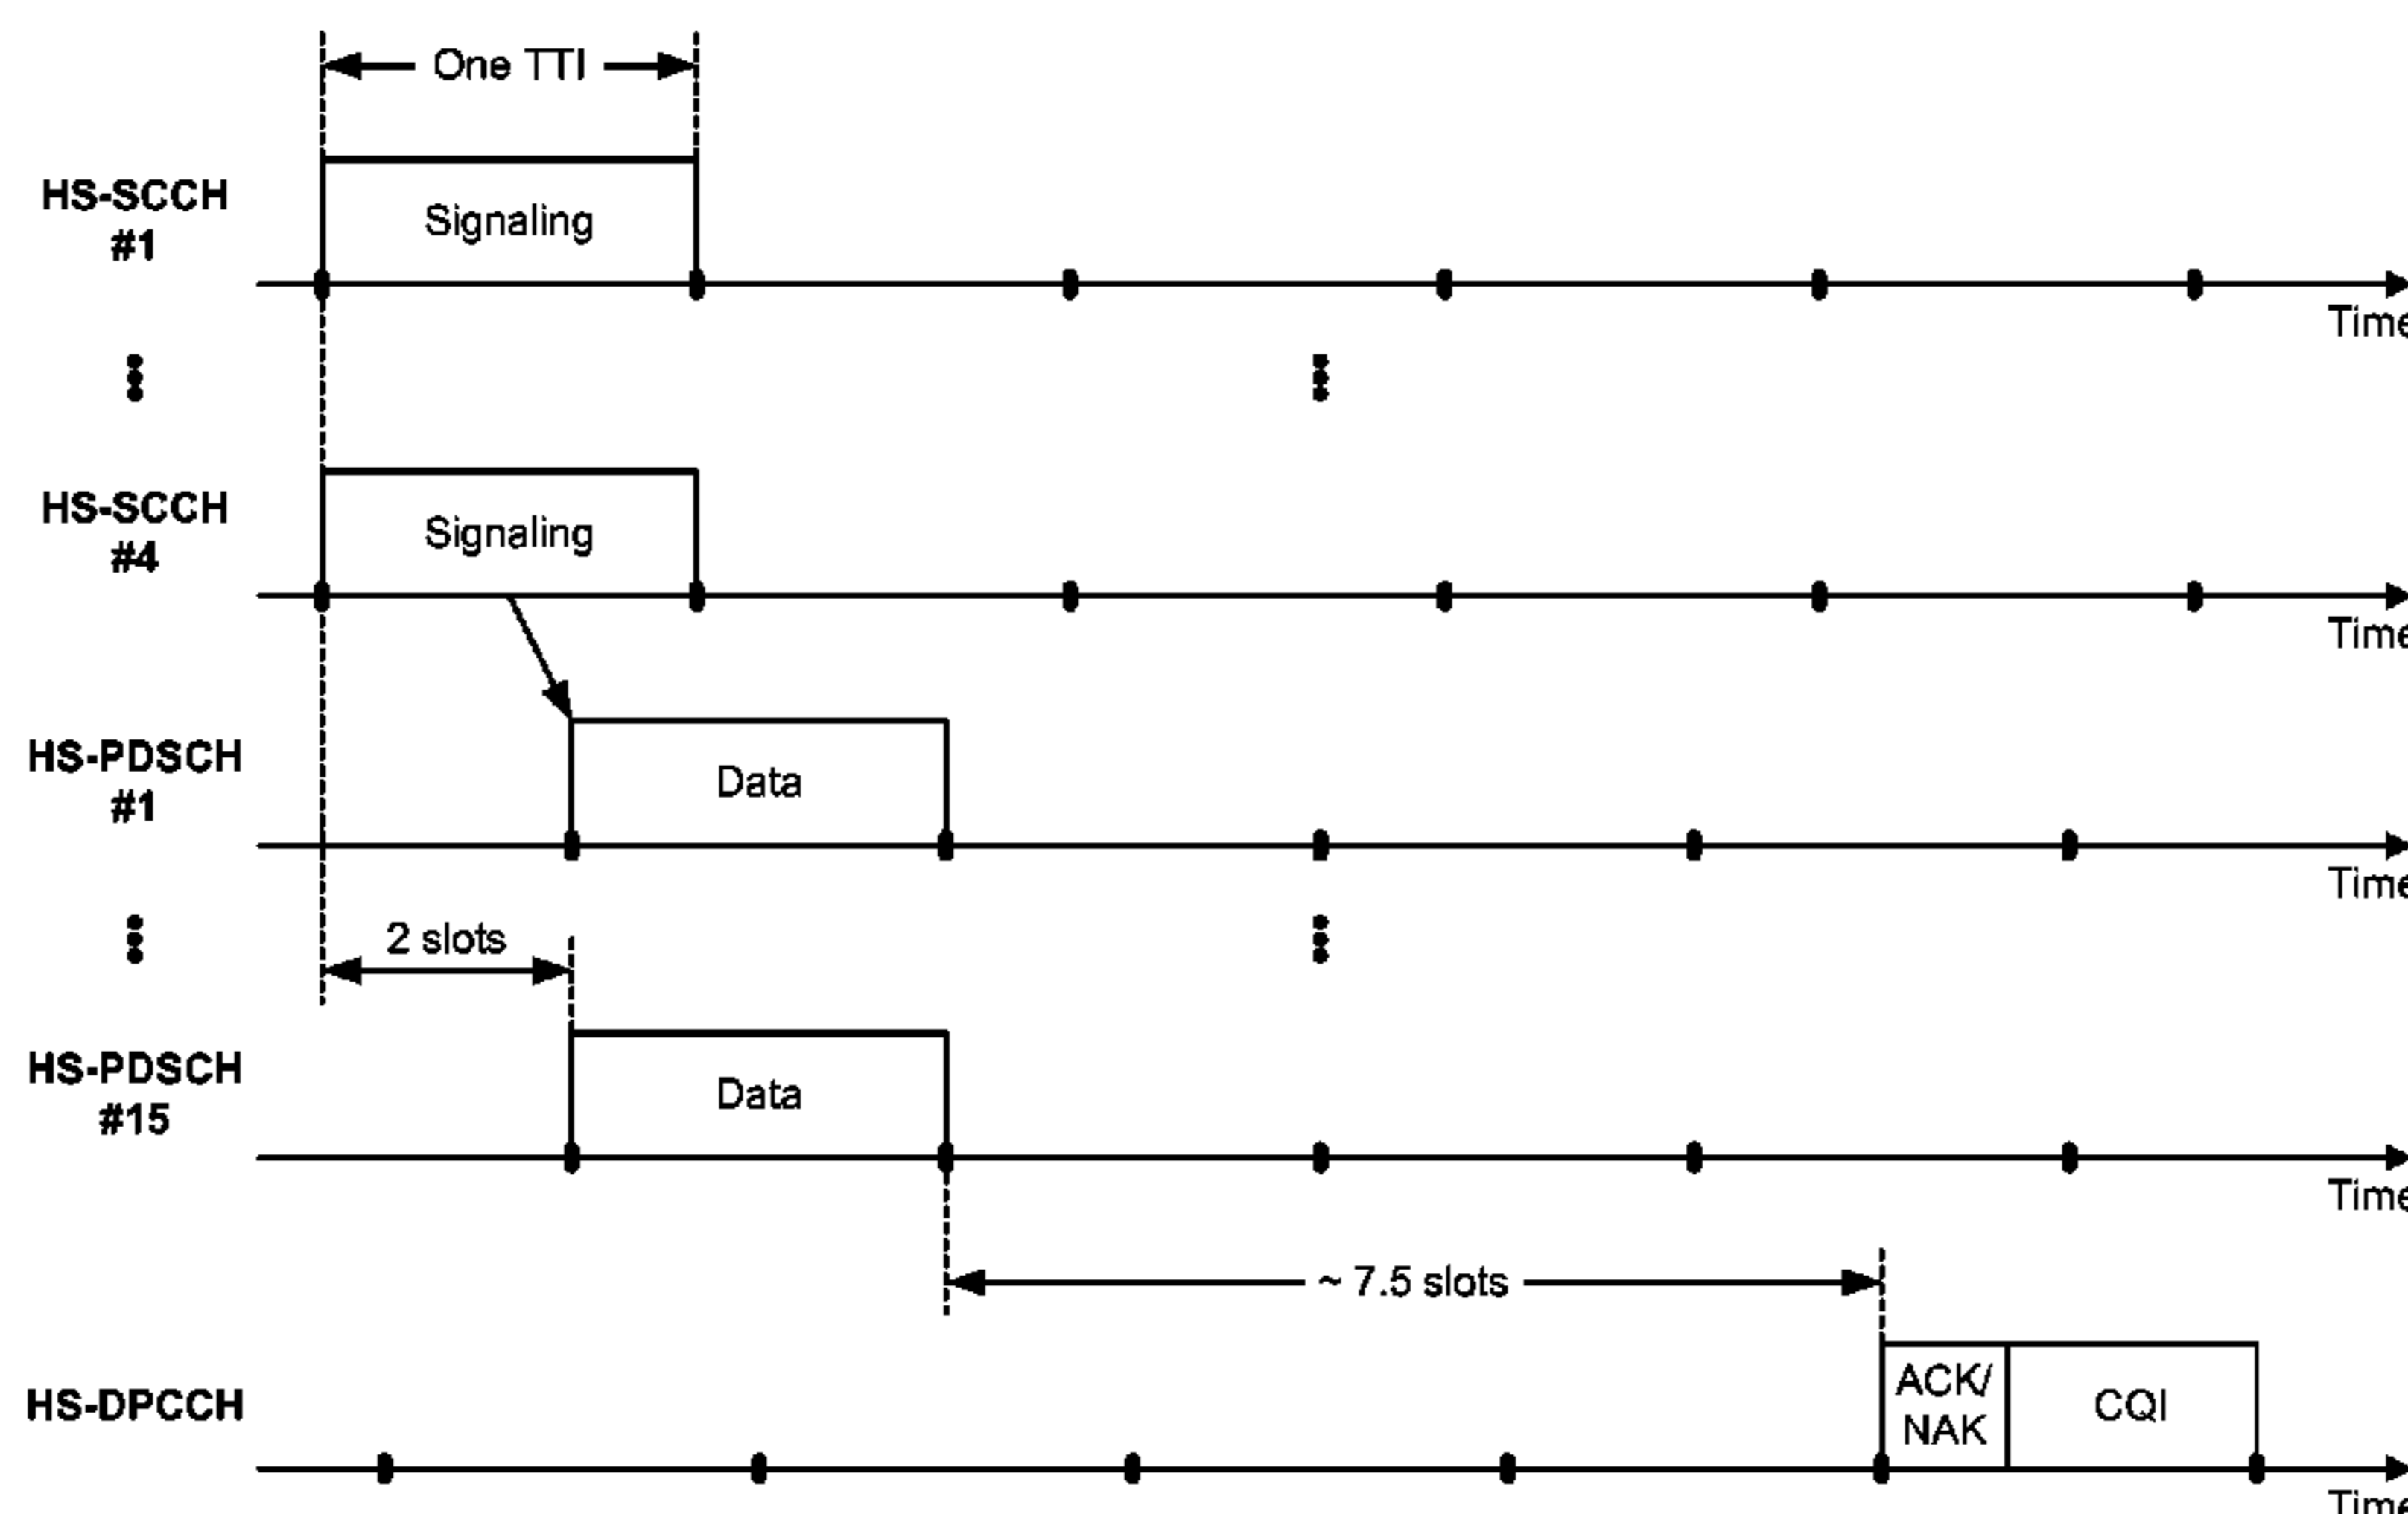 One TTI
HS-SCCH
#1
Signaling
Time
HS-SCCH
#4
Signaling
Time
HS-PDSCH
#1
Data
Time
2 slots
HS-PDSCH
#15
Data
Time
~ 7.5 slots
HS-DPCCH
ACK/
NAK
CQI
Time